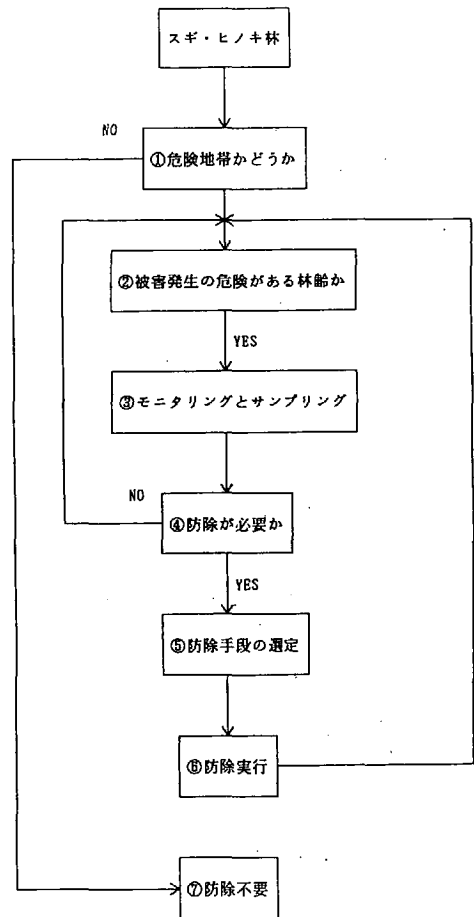 スギ・ヒノキ林
NO
①危険地帯かどうか
②被害発生の危険がある林齢か
YES
③モニタリングとサンプリング
NO
④防除が必要か
YES
⑤防除手段の選定
⑥防除実行
⑦防除不要